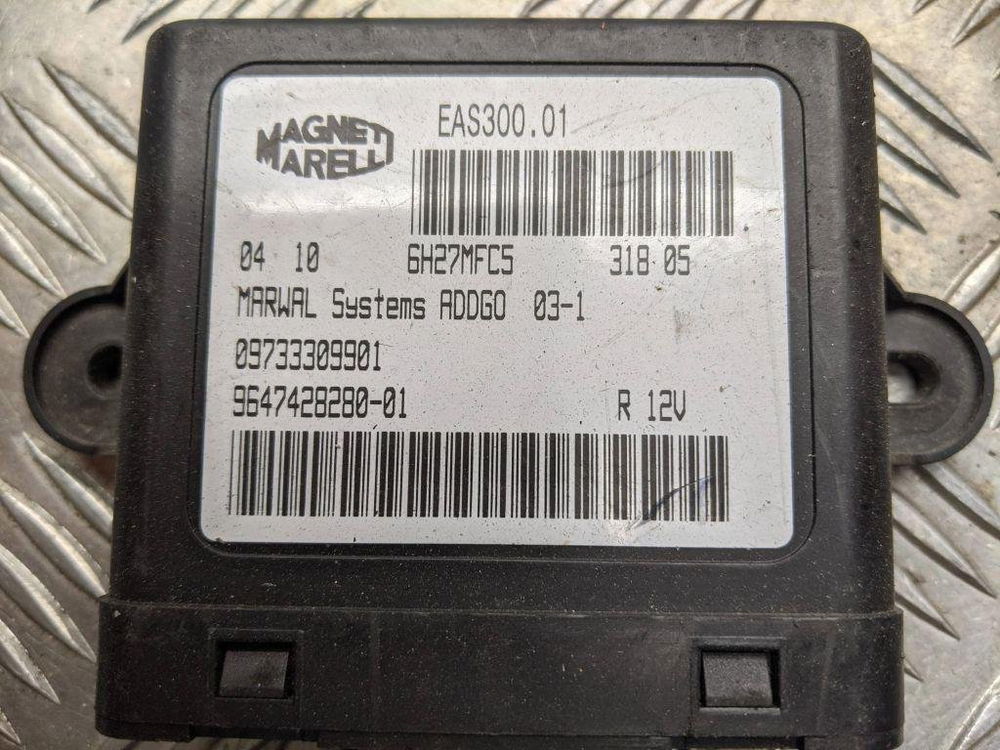 MAGNETI
MARELLI
EAS300.01
04 10 6H27MFC5 318 05
MARWAL Systems ADDGO 03-1
09733309901
9647428280-01 R 12V